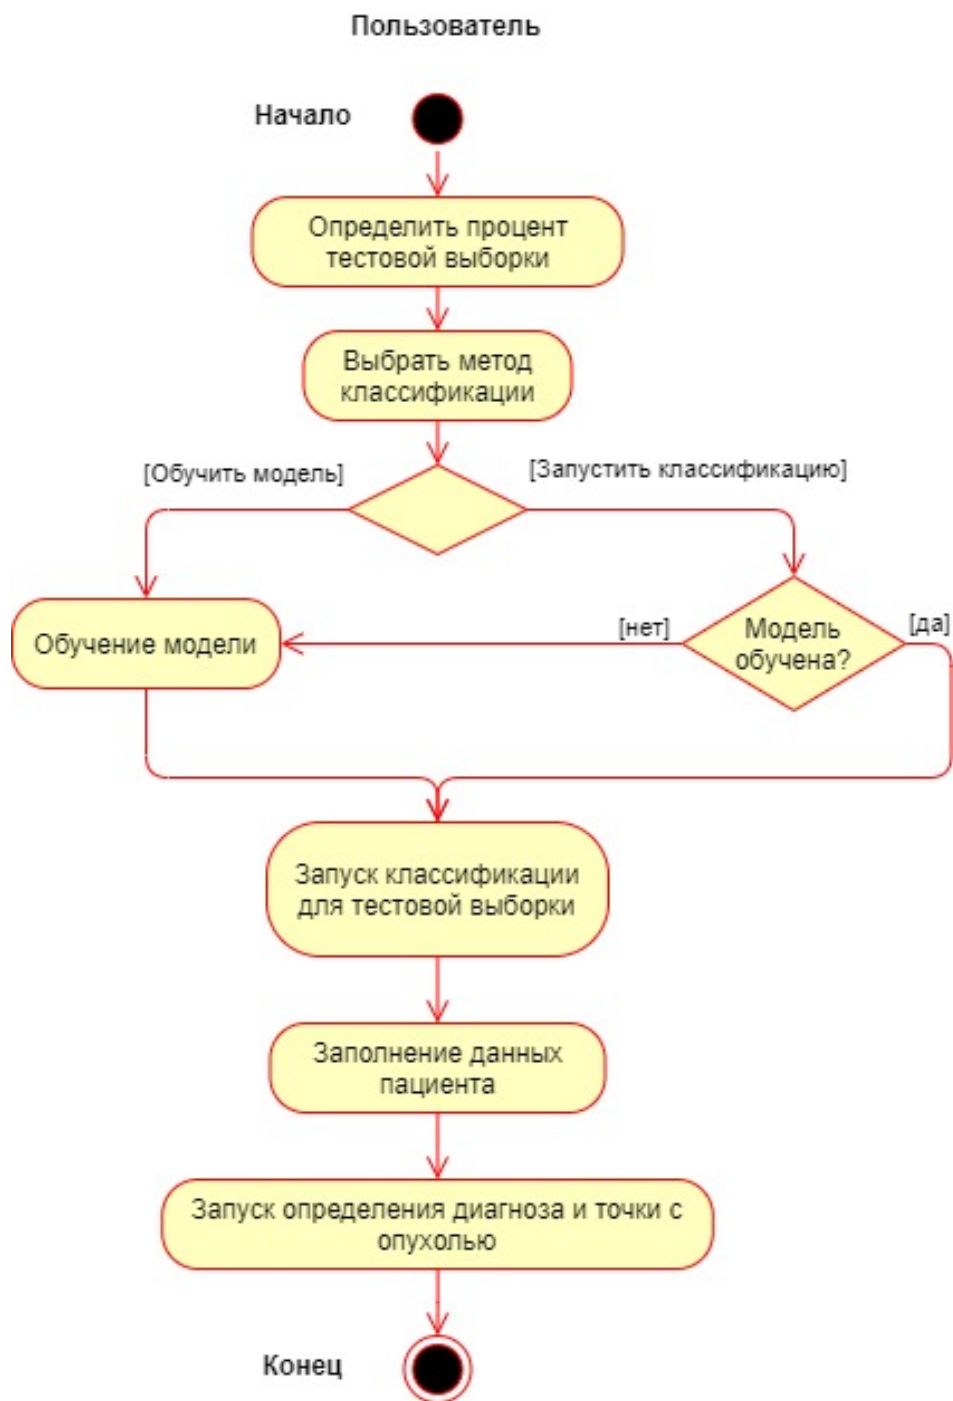 Пользователь
Начало
Определить процент
тестовой выборки
Выбрать метод
классификации
[Обучить модель]
[Запустить классификацию]
Обучение модели
[нет]
Модель
обучена?
[да]
Запуск классификации
для тестовой выборки
Заполнение данных
пациента
Запуск определения диагноза и точки с
опухолью
Конец